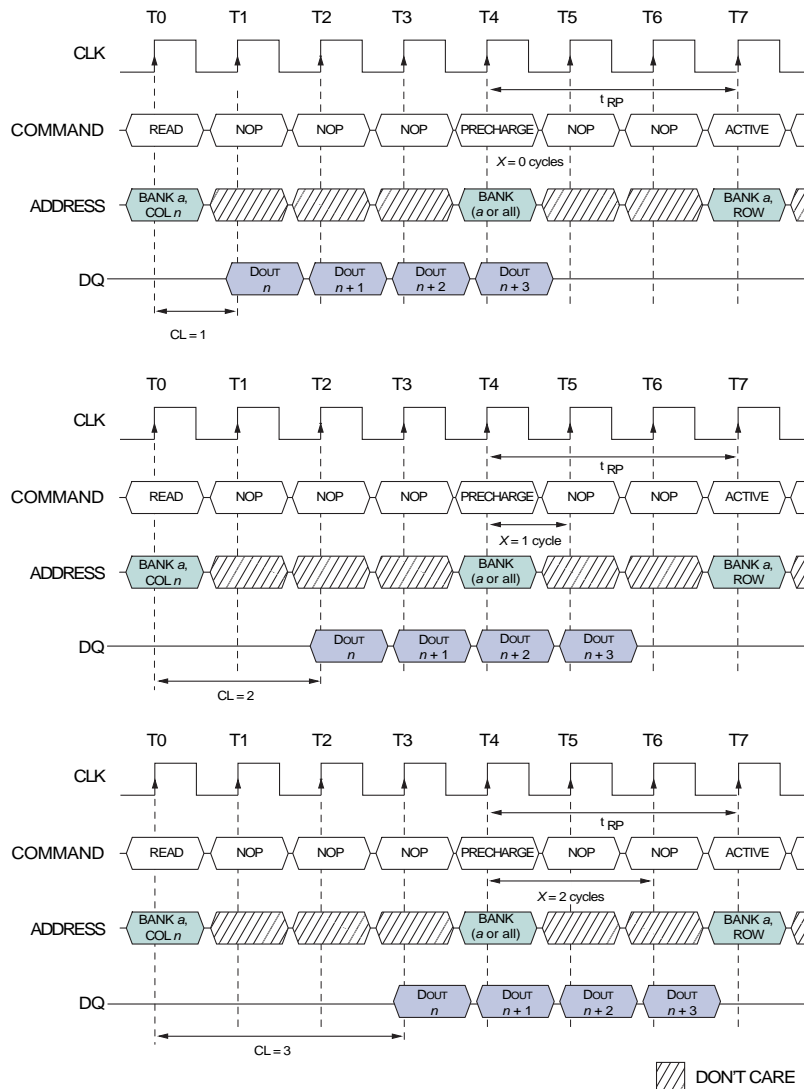 T0 T1 T2 T3 T4 T5 T6 T7
CLK
t RP
COMMAND READ NOP NOP NOP PRECHARGE NOP NOP ACTIVE
X = 0 cycles
ADDRESS BANK a, COL n BANK (a or all) BANK a, ROW
DQ DOUT n DOUT n + 1 DOUT n + 2 DOUT n + 3
CL = 1
T0 T1 T2 T3 T4 T5 T6 T7
CLK
t RP
COMMAND READ NOP NOP NOP PRECHARGE NOP NOP ACTIVE
X = 1 cycle
ADDRESS BANK a, COL n BANK (a or all) BANK a, ROW
DQ DOUT n DOUT n + 1 DOUT n + 2 DOUT n + 3
CL = 2
T0 T1 T2 T3 T4 T5 T6 T7
CLK
t RP
COMMAND READ NOP NOP NOP PRECHARGE NOP NOP ACTIVE
X = 2 cycles
ADDRESS BANK a, COL n BANK (a or all) BANK a, ROW
DQ DOUT n DOUT n + 1 DOUT n + 2 DOUT n + 3
CL = 3
DON'T CARE